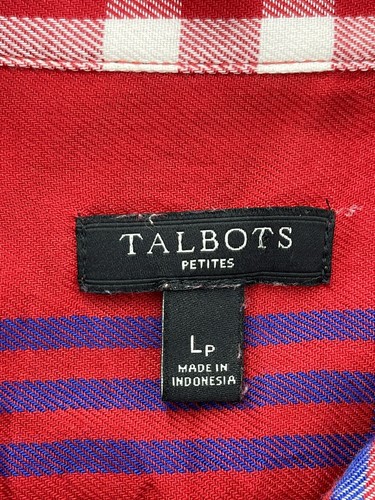 TALBOTS
PETITES
LP
MADE IN
INDONESIA